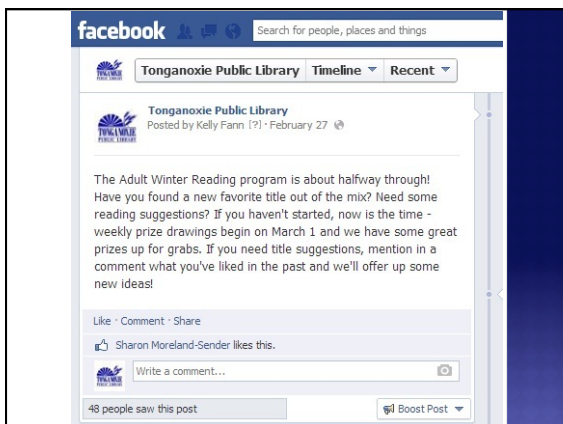 facebook
Search for people, places and things
Tonganoxie Public Library Timeline Recent
Tonganoxie Public Library
Posted by Kelly Fann [?] · February 27
TONGANOXIE
PUBLIC LIBRARY
The Adult Winter Reading program is about halfway through!
Have you found a new favorite title out of the mix? Need some
reading suggestions? If you haven't started, now is the time -
weekly prize drawings begin on March 1 and we have some great
prizes up for grabs. If you need title suggestions, mention in a
comment what you've liked in the past and we'll offer up some
new ideas!
Like · Comment · Share
Sharon Moreland-Sender likes this.
Write a comment...
48 people saw this post
Boost Post